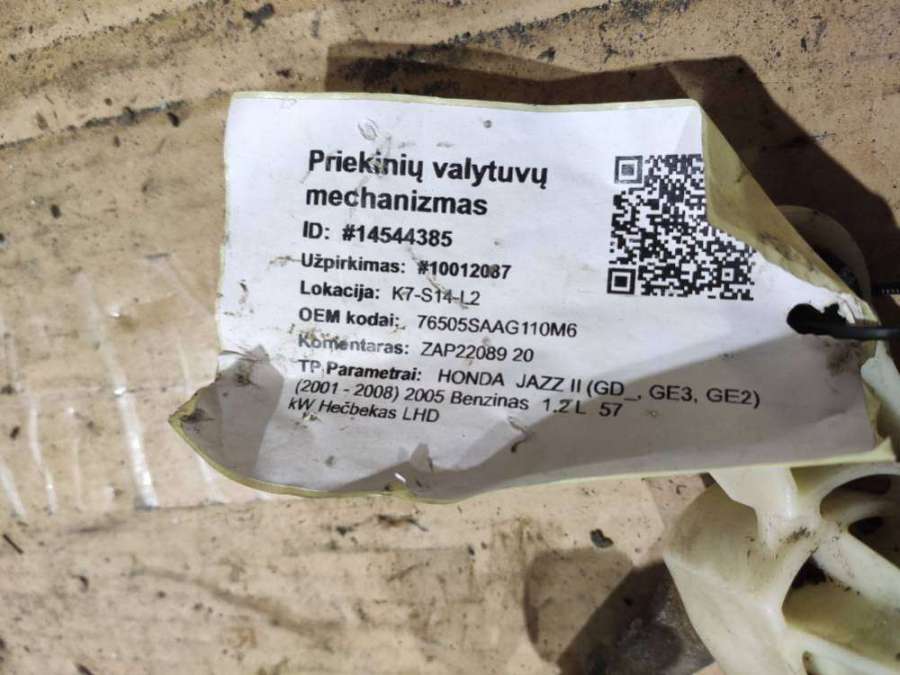 Priekinių valytuvų
mechanizmas
ID: #14544385
Užpirkimas: #10012087
Lokacija: K7-S14-L2
OEM kodai: 76505SAAG110M6
Komentaras: ZAP22089 20
TP Parametrai: HONDA JAZZ II (GD_, GE3, GE2)
(2001 - 2008) 2005 Benzinas 1.2 L 57
kW Hečbekas LHD